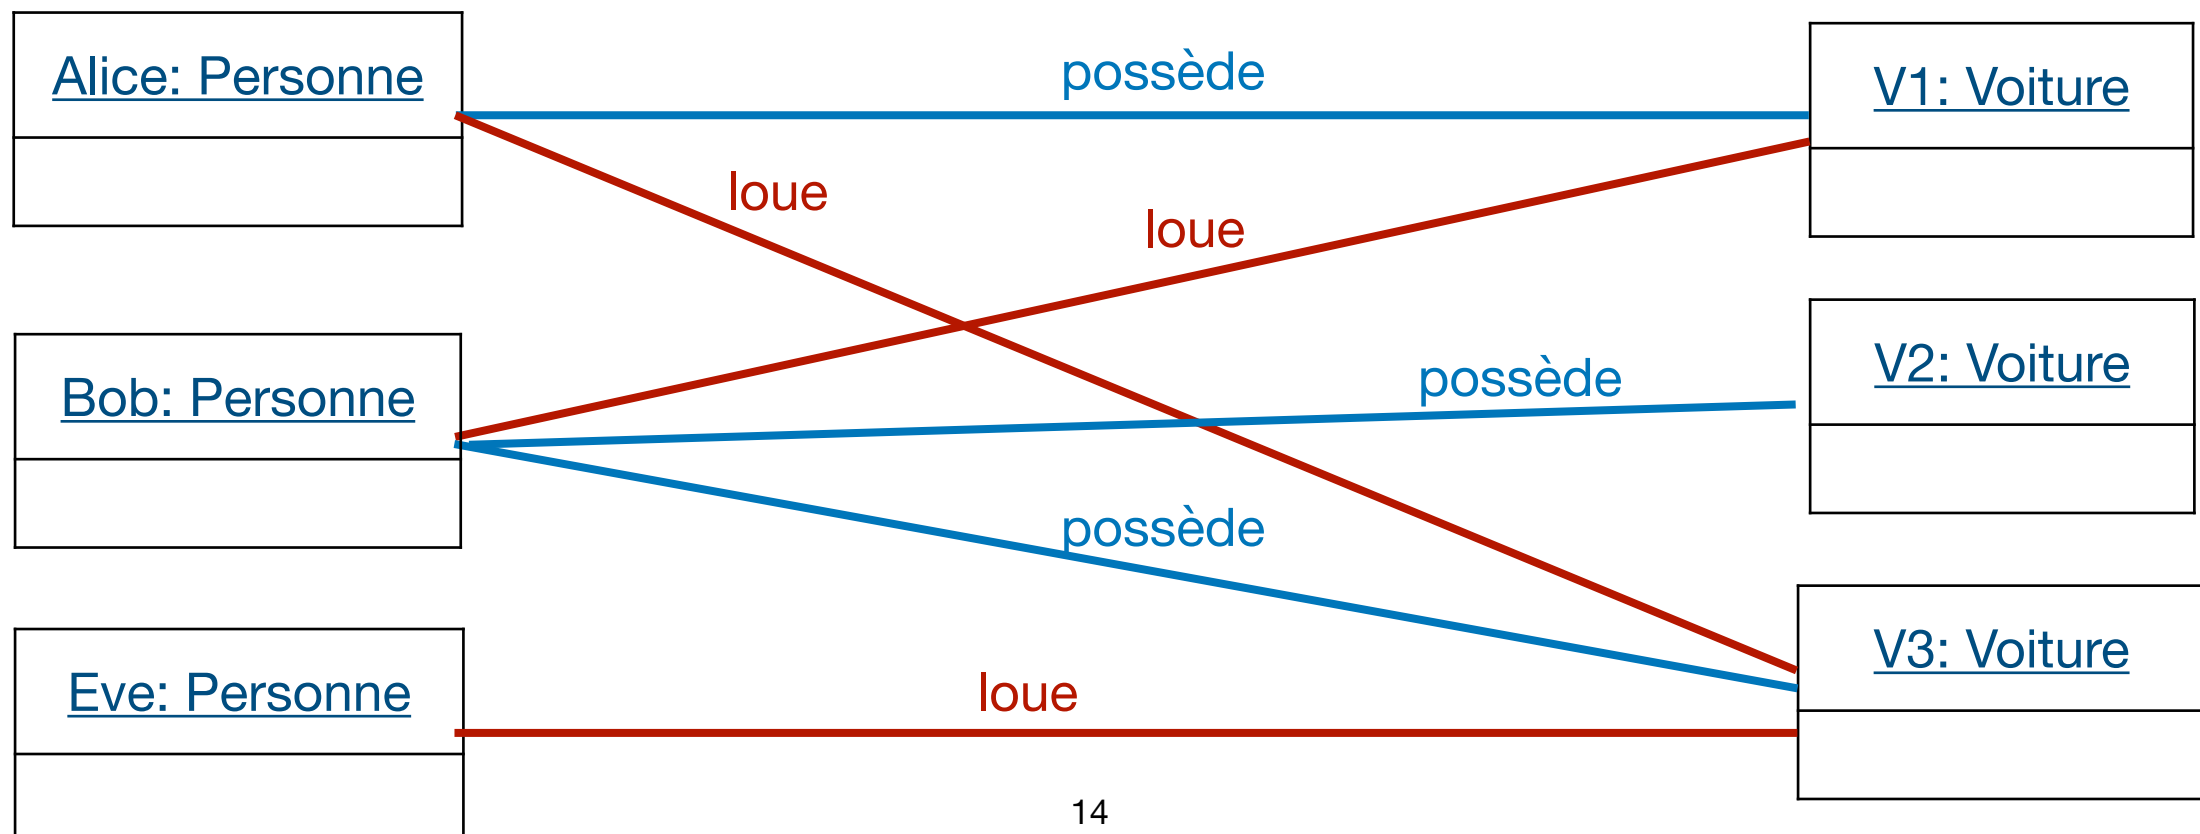 Alice: Personne
possède
V1: Voiture
loue
loue
Bob: Personne
possède
V2: Voiture
possède
Eve: Personne
loue
V3: Voiture
14